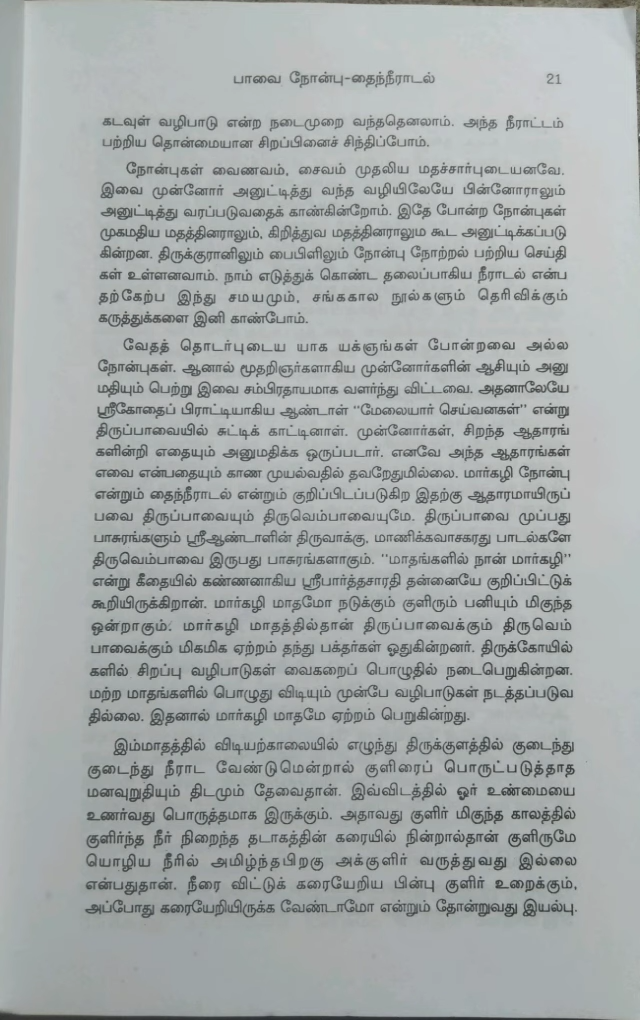 பாவை நோன்பு-தைந்நீராடல் 21
கடவுள் வழிபாடு என்ற நடைமுறை வந்ததெனலாம். அந்த நீராட்டம்
பற்றிய தொன்மையான சிறப்பினைச் சிந்திப்போம்.
நோன்புகள் வைணவம், சைவம் முதலிய மதச்சார்புடையனவே.
இவை முன்னோர் அனுட்டித்து வந்த வழியிலேயே பின்னோராலும்
அனுட்டித்து வரப்படுவதைக் காண்கின்றோம். இதே போன்ற நோன்புகள்
முகமதிய மதத்தினராலும், கிறித்துவ மதத்தினராலும கூட அனுட்டிக்கப்படு
கின்றன. திருக்குரானிலும் பைபிளிலும் நோன்பு நோற்றல் பற்றிய செய்தி
கள் உள்ளனவாம். நாம் எடுத்துக் கொண்ட தலைப்பாகிய நீராடல் என்ப
தற்கேற்ப இந்து சமயமும், சங்ககால நூல்களும் தெரிவிக்கும்
கருத்துக்களை இனி காண்போம்.
வேதத் தொடர்புடைய யாக யக்ஞங்கள் போன்றவை அல்ல
நோன்புகள். ஆனால் மூதறிஞர்களாகிய முன்னோர்களின் ஆசியும் அனு
மதியும் பெற்று இவை சம்பிரதாயமாக வளர்ந்து விட்டவை. அதனாலேயே
ஸ்ரீகோதைப் பிராட்டியாகிய ஆண்டாள் "மேலையார் செய்வனகள்" என்று
திருப்பாவையில் சுட்டிக் காட்டினாள். முன்னோர்கள், சிறந்த ஆதாரங்
களின்றி எதையும் அனுமதிக்க ஒருப்படார். எனவே அந்த ஆதாரங்கள்
எவை என்பதையும் காண முயல்வதில் தவறேதுமில்லை. மார்கழி நோன்பு
என்றும் தைந்நீராடல் என்றும் குறிப்பிடப்படுகிற இதற்கு ஆதாரமாயிருப்
பவை திருப்பாவையும் திருவெம்பாவையுமே. திருப்பாவை முப்பது
பாசுரங்களும் ஸ்ரீஆண்டாளின் திருவாக்கு, மாணிக்கவாசகரது பாடல்களே
திருவெம்பாவை இருபது பாசுரங்களாகும். "மாதங்களில் நான் மார்கழி"
என்று கீதையில் கண்ணனாகிய ஸ்ரீபார்த்தசாரதி தன்னையே குறிப்பிட்டுக்
கூறியிருக்கிறான். மார்கழி மாதமோ நடுக்கும் குளிரும் பனியும் மிகுந்த
ஒன்றாகும். மார்கழி மாதத்தில்தான் திருப்பாவைக்கும் திருவெம்
பாவைக்கும் மிகமிக ஏற்றம் தந்து பக்தர்கள் ஓதுகின்றனர். திருக்கோயில்
களில் சிறப்பு வழிபாடுகள் வைகறைப் பொழுதில் நடைபெறுகின்றன.
மற்ற மாதங்களில் பொழுது விடியும் முன்பே வழிபாடுகள் நடத்தப்படுவ
தில்லை. இதனால் மார்கழி மாதமே ஏற்றம் பெறுகின்றது.
இம்மாதத்தில் விடியற்காலையில் எழுந்து திருக்குளத்தில் குடைந்து
குடைந்து நீராட வேண்டுமென்றால் குளிரைப் பொருட்படுத்தாத
மனவுறுதியும் திடமும் தேவைதான். இவ்விடத்தில் ஓர் உண்மையை
உணர்வது பொருத்தமாக இருக்கும். அதாவது குளிர் மிகுந்த காலத்தில்
குளிர்ந்த நீர் நிறைந்த தடாகத்தின் கரையில் நின்றால்தான் குளிருமே
யொழிய நீரில் அமிழ்ந்தபிறகு அக்குளிர் வருத்துவது இல்லை
என்பதுதான். நீரை விட்டுக் கரையேறிய பின்பு குளிர் உறைக்கும்,
அப்போது கரையேறியிருக்க வேண்டாமோ என்றும் தோன்றுவது இயல்பு.